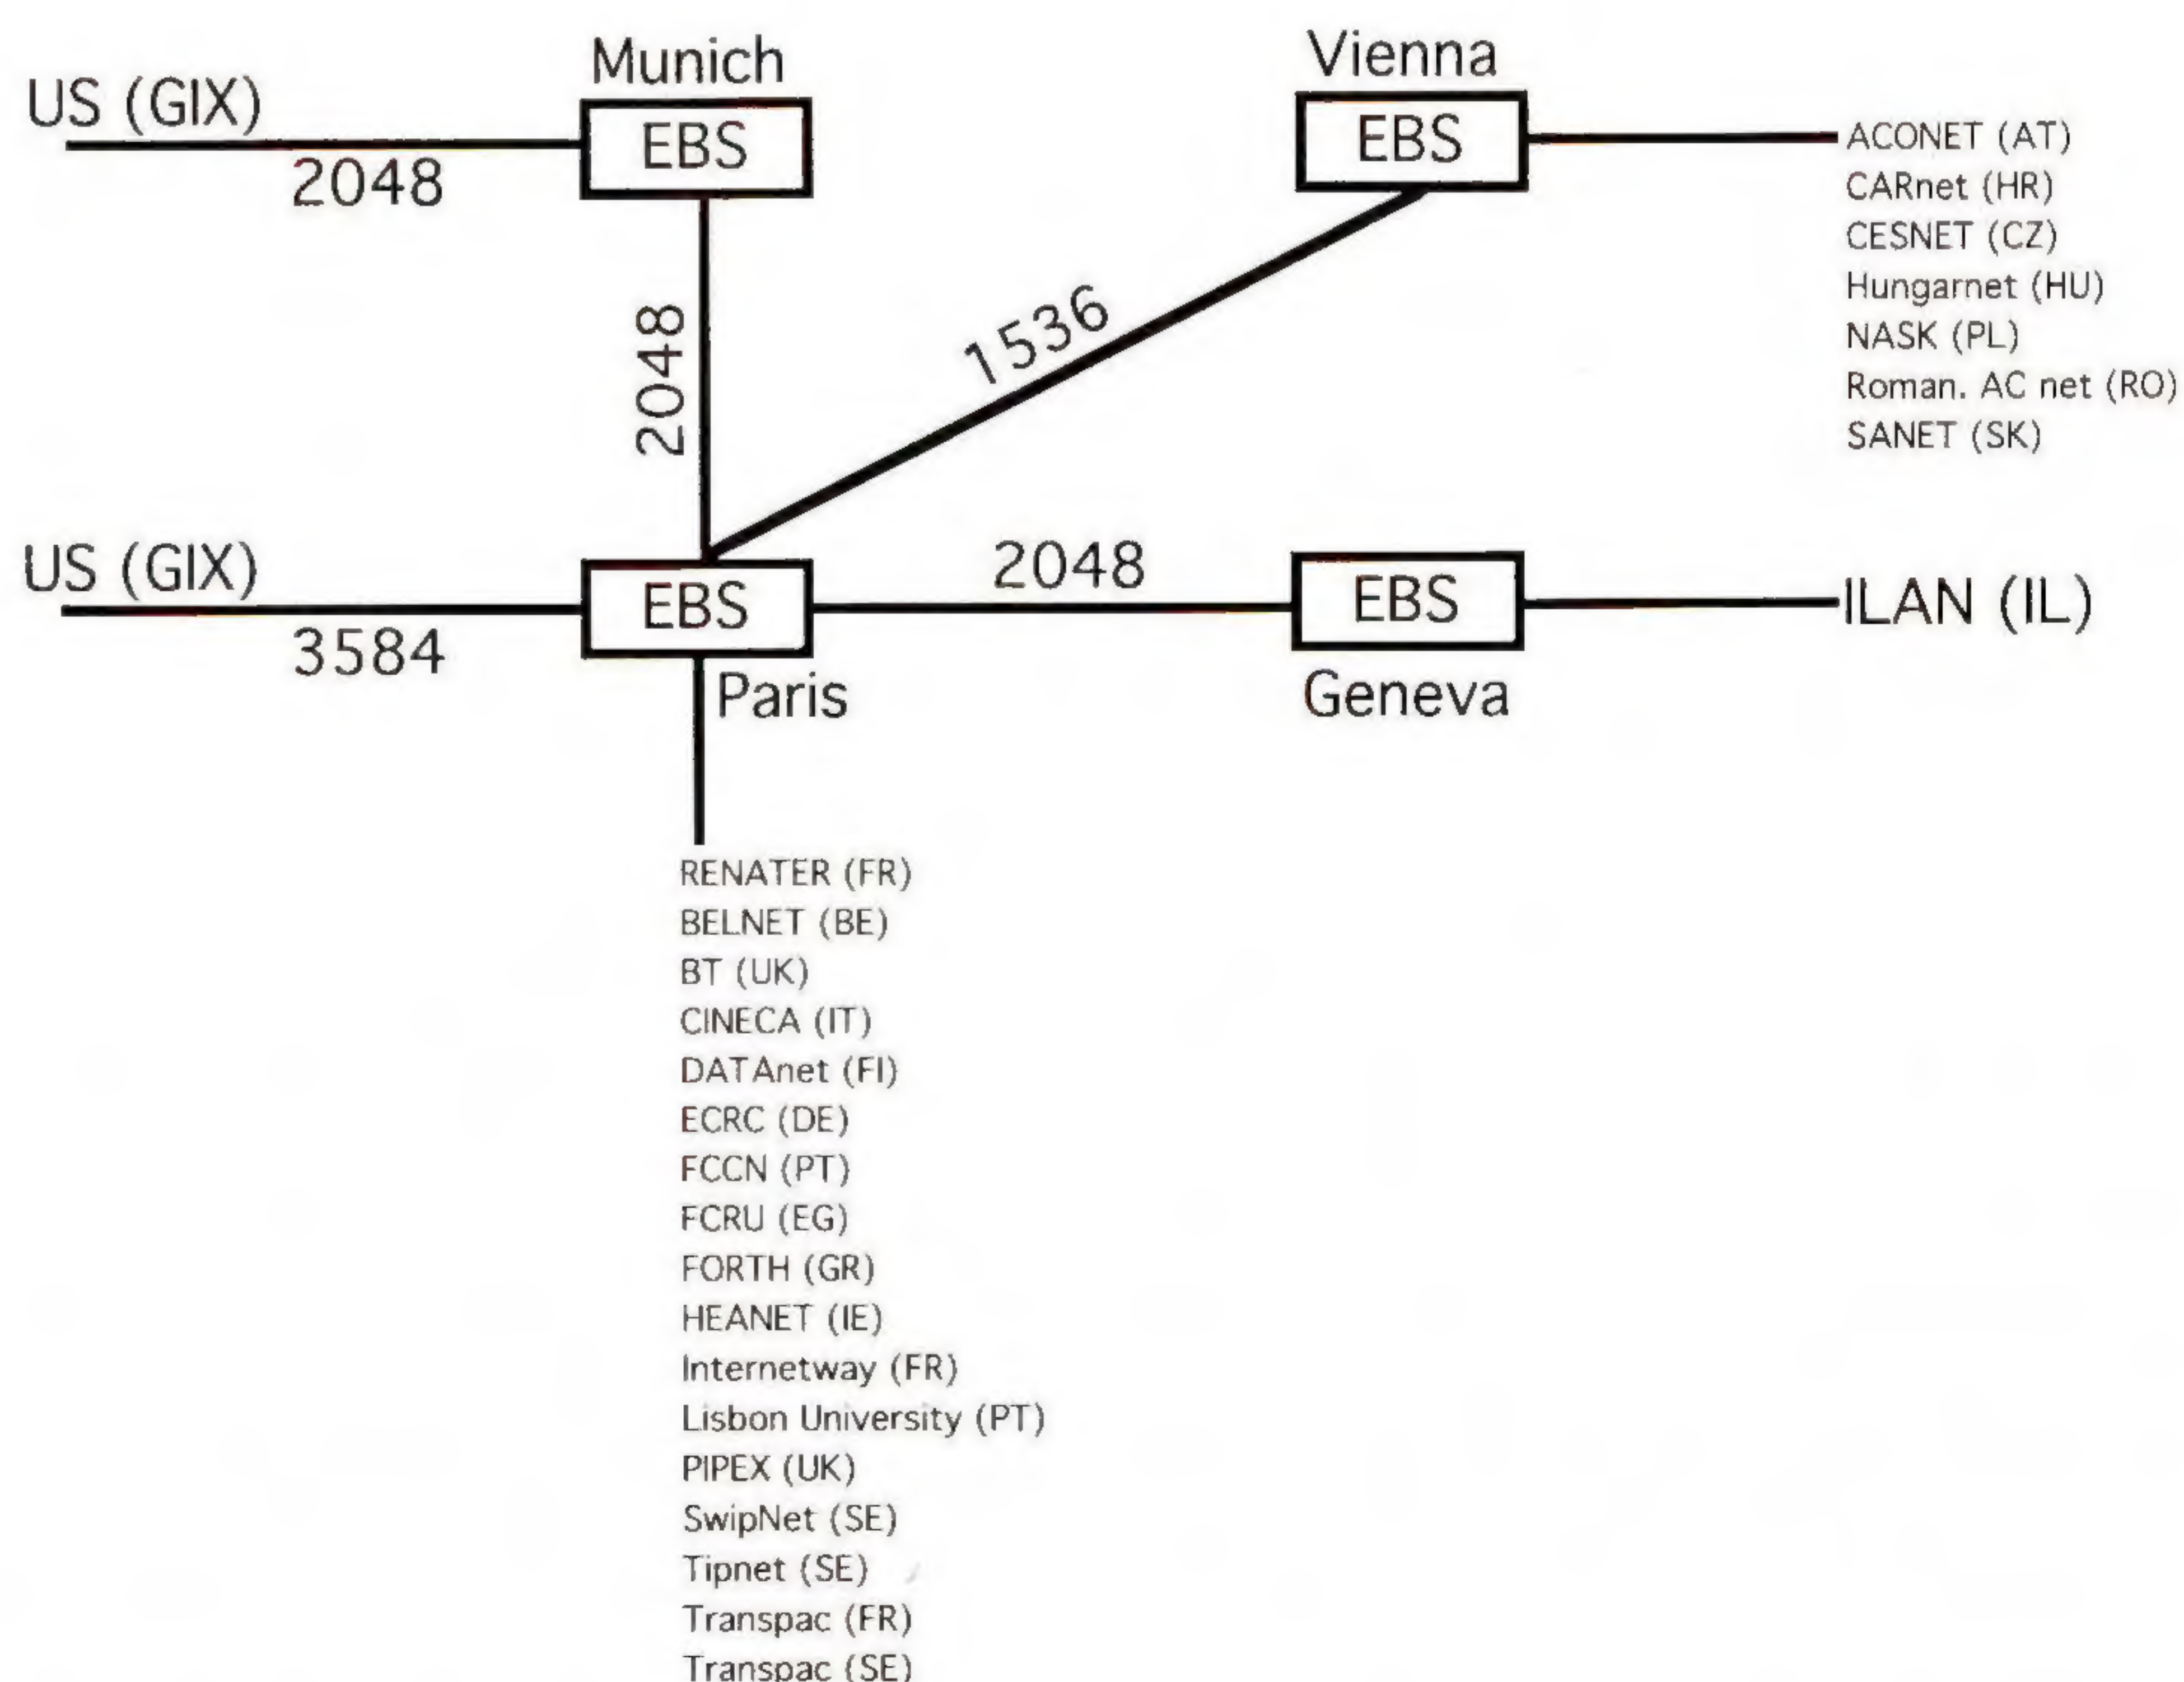 Munich
Vienna
US (GIX)
EBS
EBS
2048
ACONET (AT)
CARnet (HR)
CESNET (CZ)
Hungarnet (HU)
NASK (PL)
Roman. AC net (RO)
SANET (SK)
2048
1536
US (GIX)
EBS
2048
EBS
ILAN (IL)
3584
Paris
Geneva
RENATER (FR)
BELNET (BE)
BT (UK)
CINECA (IT)
DATAnet (FI)
ECRC (DE)
FCCN (PT)
FCRU (EG)
FORTH (GR)
HEANET (IE)
Internetway (FR)
Lisbon University (PT)
PIPEX (UK)
SwipNet (SE)
Tipnet (SE)
Transpac (FR)
Transpac (SE)